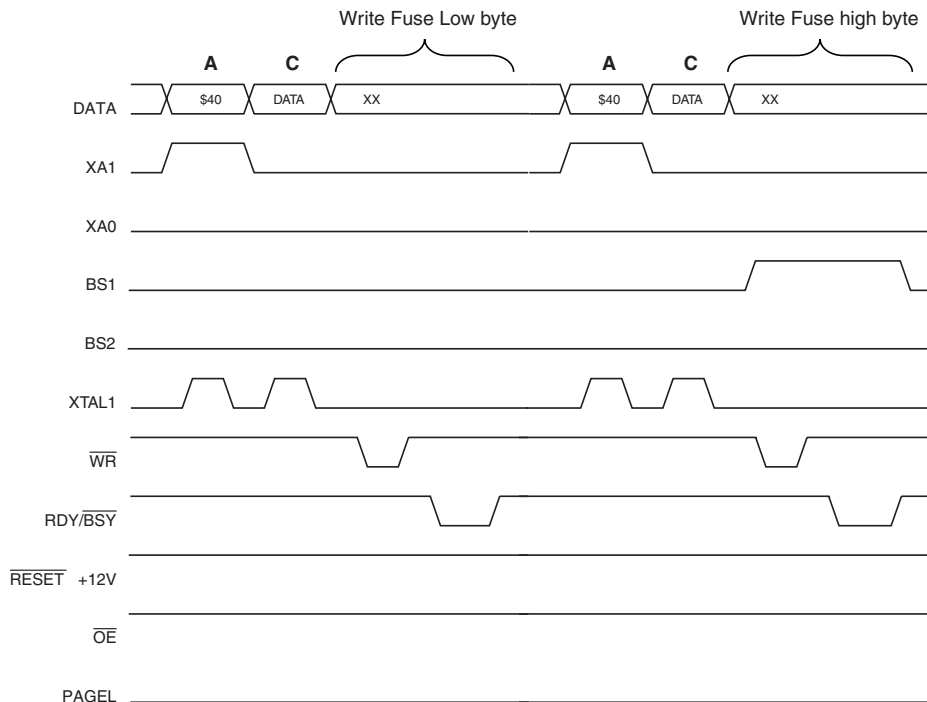 Write Fuse Low byte Write Fuse high byte
A C A C
DATA $40 DATA XX $40 DATA XX
XA1
XA0
BS1
BS2
XTAL1
WR
RDY/BSY
RESET +12V
OE
PAGEL